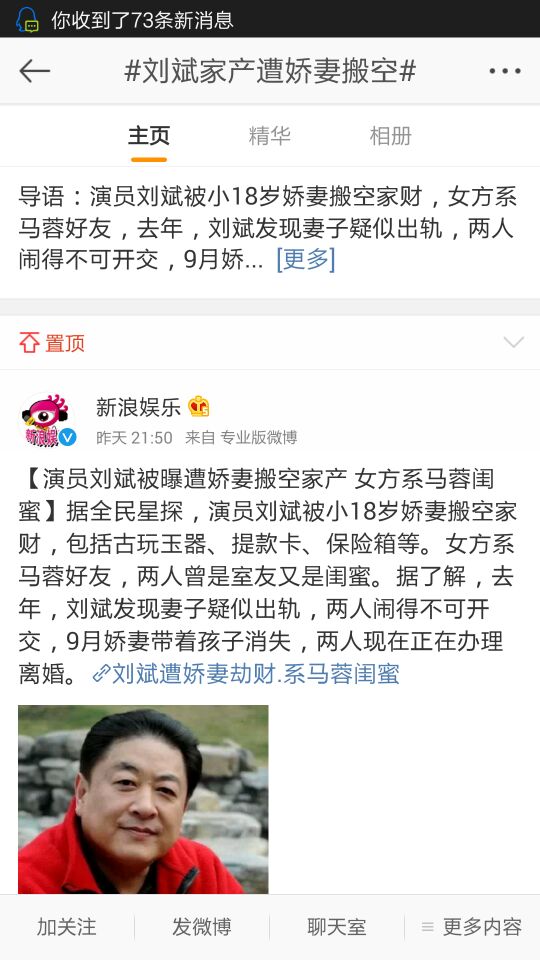 你收到了73条新消息
#刘斌家产遭娇妻搬空#
主页 精华 相册
导语：演员刘斌被小18岁娇妻搬空家财，女方系
马蓉好友，去年，刘斌发现妻子疑似出轨，两人
闹得不可开交，9月娇... [更多]
置顶
新浪娱乐
新浪娱
昨天 21:50 来自 专业版微博
【演员刘斌被曝遭娇妻搬空家产 女方系马蓉闺
蜜】据全民星探，演员刘斌被小18岁娇妻搬空家
财，包括古玩玉器、提款卡、保险箱等。女方系
马蓉好友，两人曾是室友又是闺蜜。据了解，去
年，刘斌发现妻子疑似出轨，两人闹得不可开
交，9月娇妻带着孩子消失，两人现在正在办理
离婚。刘斌遭娇妻劫财.系马蓉闺蜜
加关注 发微博 聊天室 更多内容